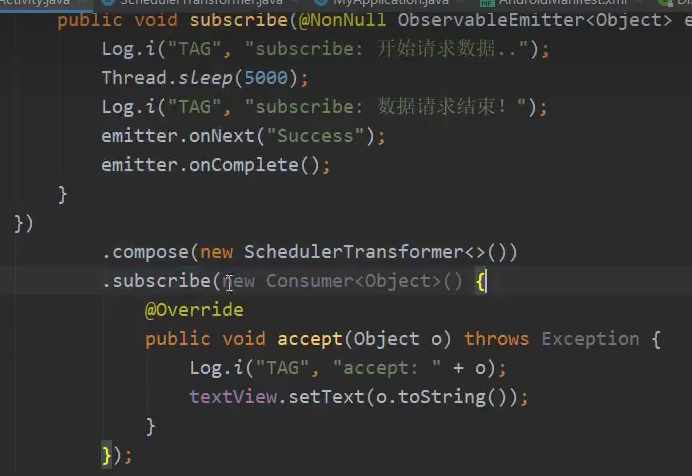 Activity.java SchedulerTransformer.java MyApplication.java AndroidManifest.xml
public void subscribe(@NonNull ObservableEmitter<Object> e
Log.i("TAG", "subscribe: 开始请求数据..");
Thread.sleep(5000);
Log.i("TAG", "subscribe: 数据请求结束! ");
emitter.onNext("Success");
emitter.onComplete();
}
})
.compose(new SchedulerTransformer<>())
.subscribe(new Consumer<Object>() {
@Override
public void accept(Object o) throws Exception {
Log.i("TAG", "accept: " + o);
textView.setText(o.toString());
}
});